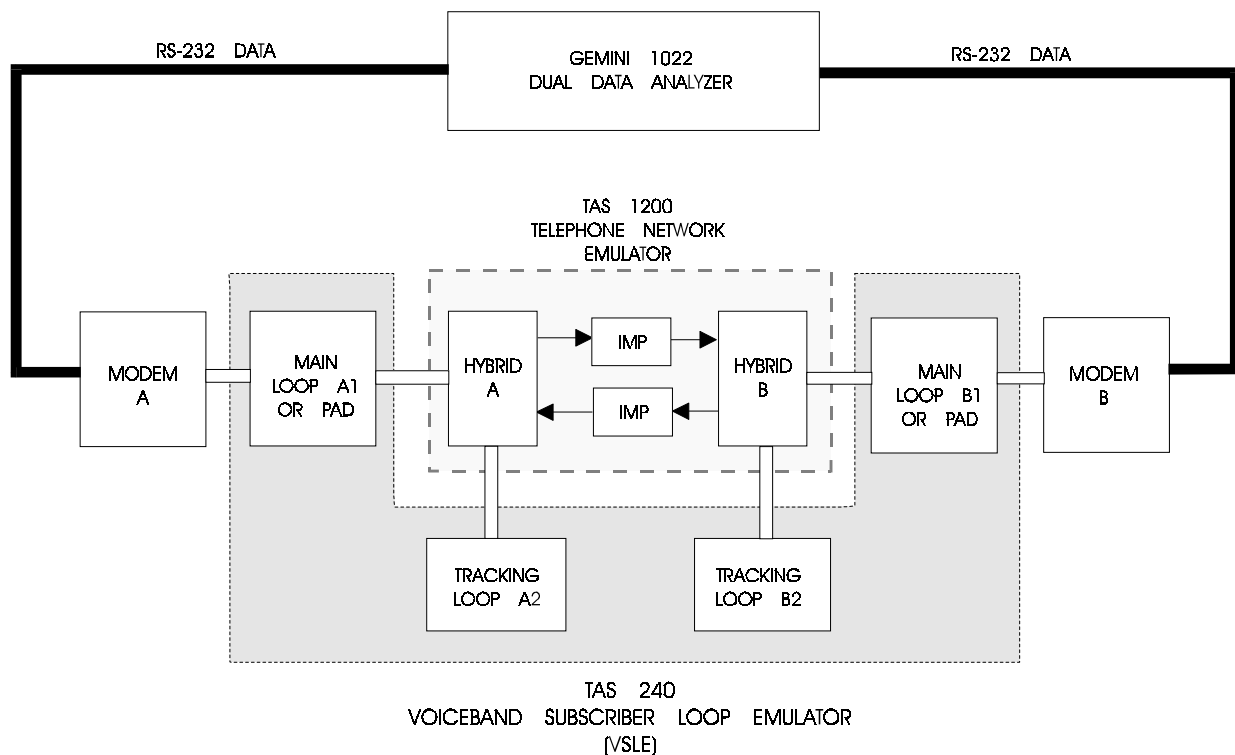 RS-232 DATA
GEMINI 1022
DUAL DATA ANALYZER
RS-232 DATA
TAS 1200
TELEPHONE NETWORK
EMULATOR
MODEM
A
MAIN
LOOP A1
OR PAD
HYBRID
A
IMP
IMP
HYBRID
B
MAIN
LOOP B1
OR PAD
MODEM
B
TRACKING
LOOP A2
TRACKING
LOOP B2
TAS 240
VOICEBAND SUBSCRIBER LOOP EMULATOR
(VSLE)